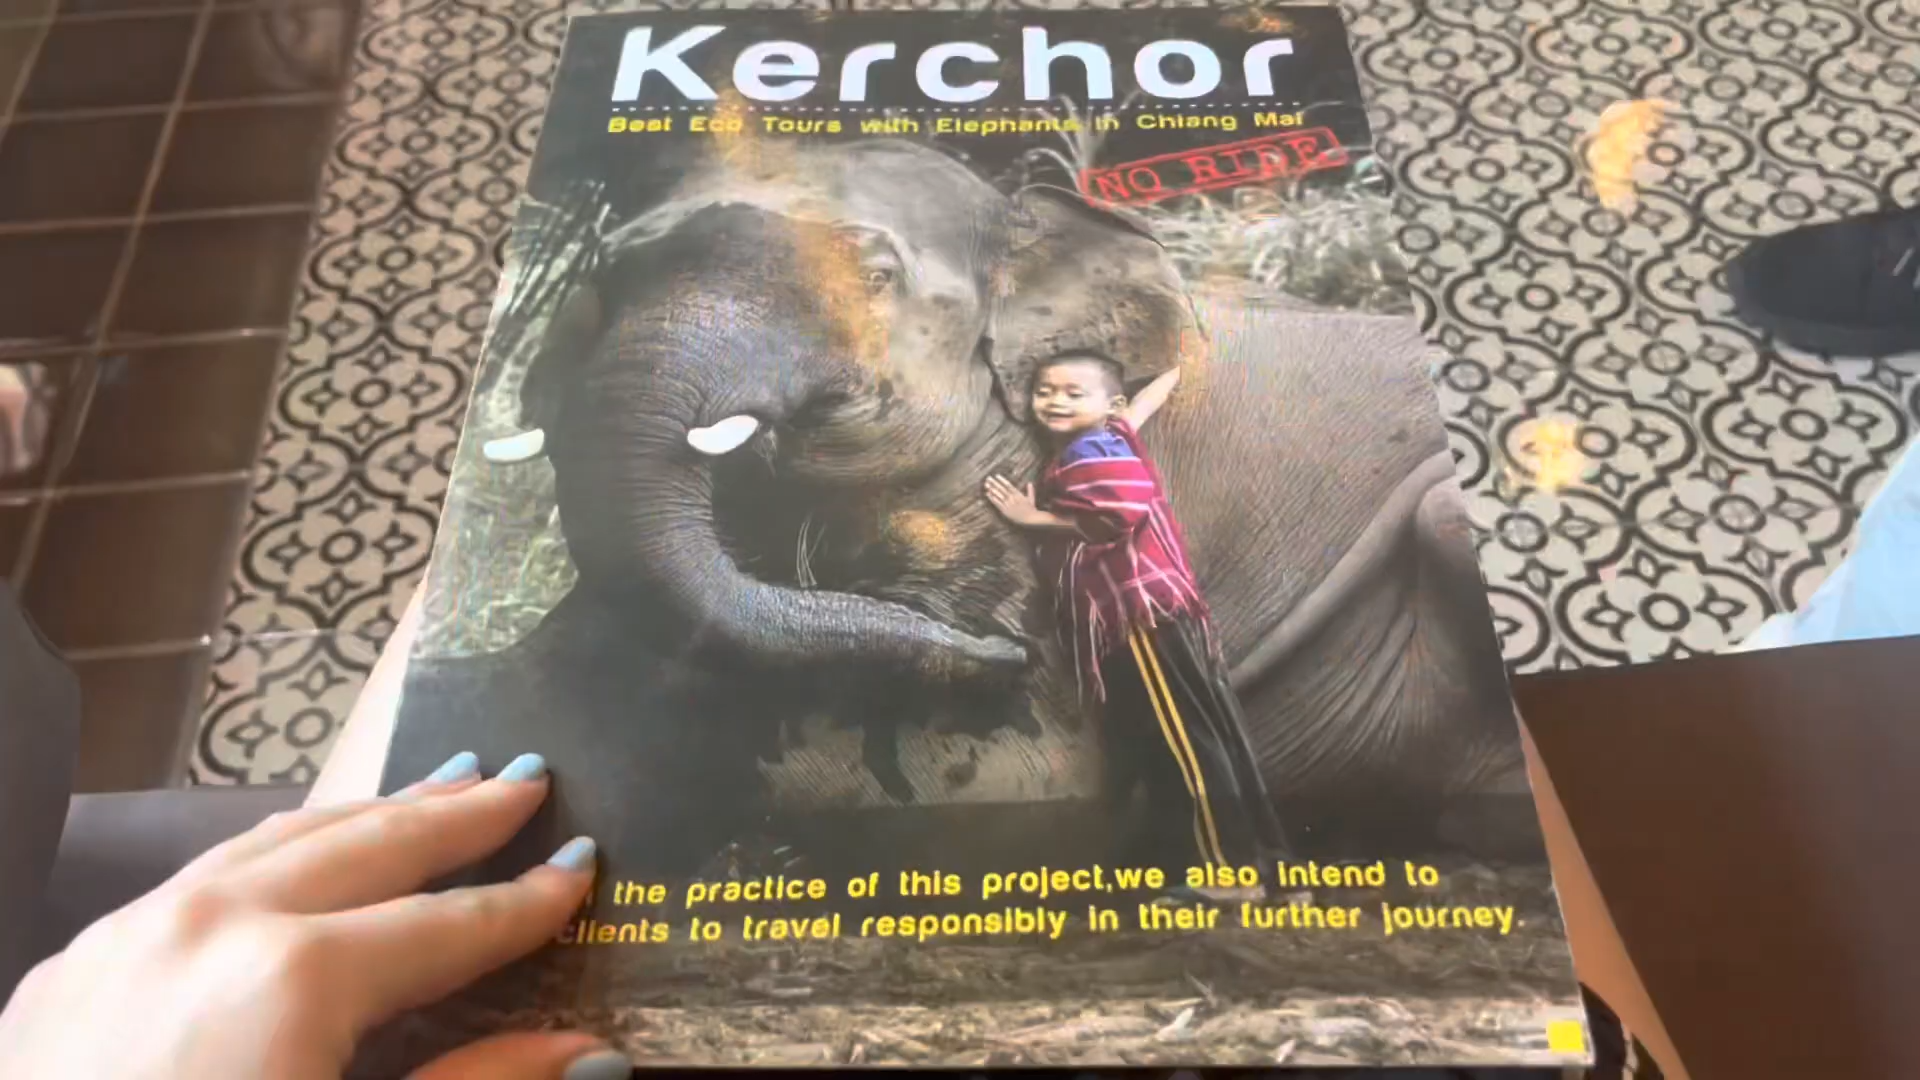 Kerchor
Best Eco Tours with Elephants in Chiang Mai
NO RIDE
the practice of this project,we also intend to
clients to travel responsibly in their further journey.